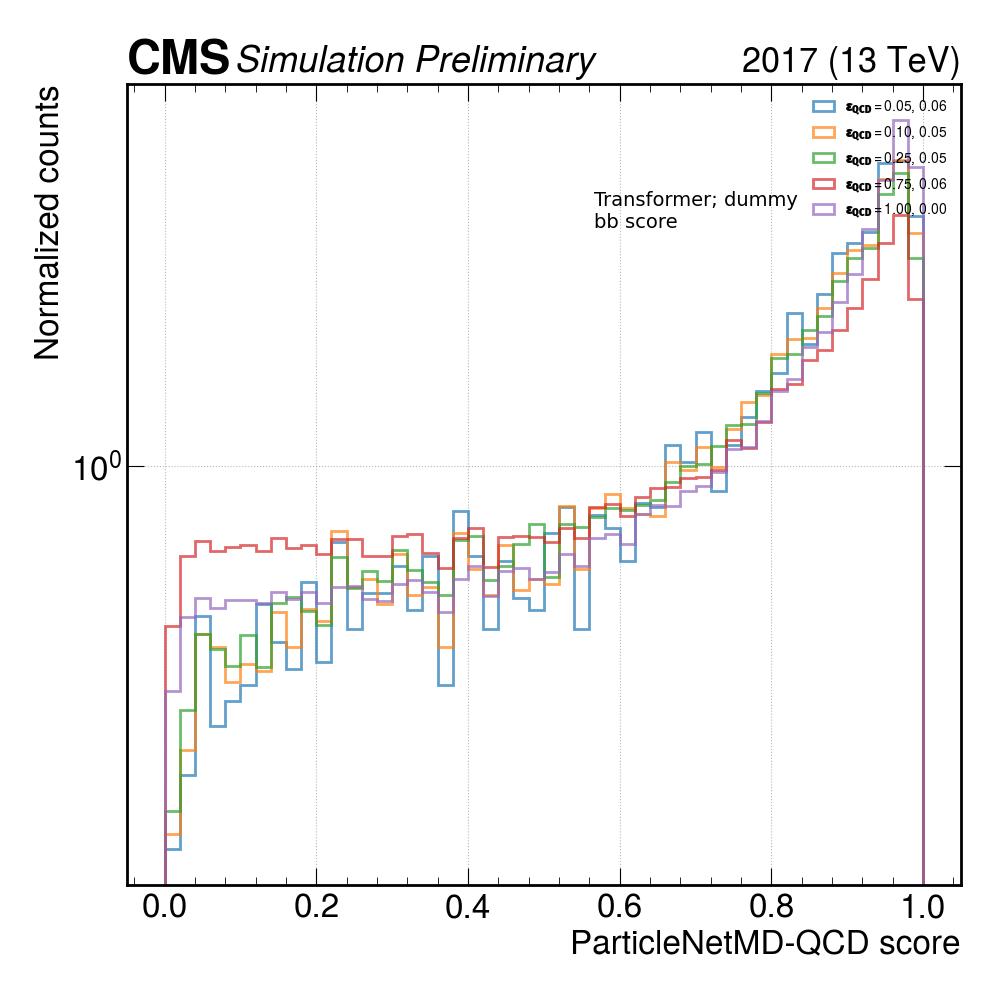 CMS Simulation Preliminary 2017 (13 TeV)
Normalized counts
ε_QCD = 0.05, 0.06
ε_QCD = 0.10, 0.05
ε_QCD = 0.25, 0.05
ε_QCD = 0.75, 0.06
ε_QCD = 1.00, 0.00
Transformer; dummy
bb score
10⁰
0.0 0.2 0.4 0.6 0.8 1.0
ParticleNetMD-QCD score